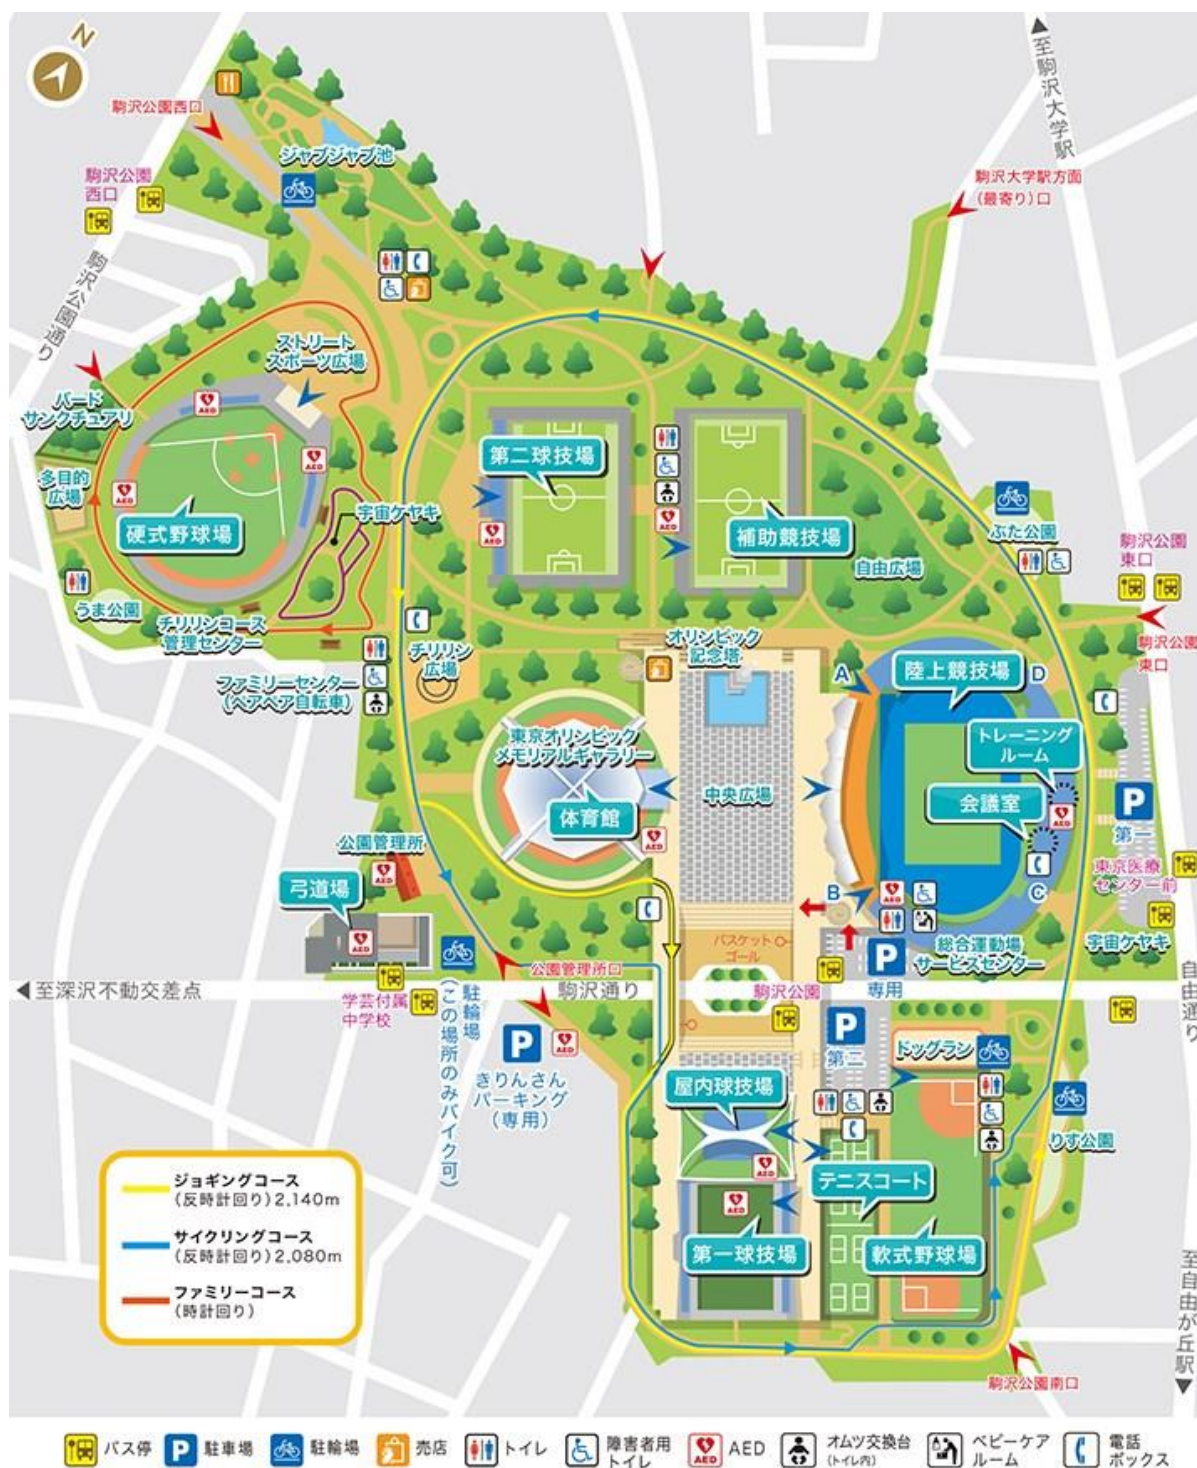 N
▲至駒沢大学駅
駒沢公園西口
ジャブジャブ池
駒沢公園
西口
駒沢大学駅方面
(最寄り)口
駒沢公園通り
ストリート
スポーツ広場
バード
サンクチュアリ
AED
AED
AED
多目的
広場
硬式野球場
宇宙ケヤキ
第二球技場
AED
AED
補助競技場
自由広場
ぶた公園
駒沢公園
東口
駒沢公園
東口
うま公園
チリリンコース
管理センター
チリリン
広場
ファミリーセンター
(ペアペア自転車)
オリンピック
記念塔
A
陸上競技場
D
東京オリンピック
メモリアルギャラリー
トレーニング
ルーム
中央広場
会議室
AED
P
第一
体育館
AED
公園管理所
AED
東京医療
センター前
弓道場
AED
B
AED
C
バスケット
ゴール
P
専用
総合運動場
サービスセンター
宇宙ケヤキ
公園管理所口
◀至深沢不動交差点
駒沢通り
駒沢公園
自由通り
学芸付属
中学校
駐輪場
(この場所のみバイク可)
P
AED
きりんさん
パーキング
(専用)
P
第二
ドッグラン
屋内球技場
AED
りす公園
テニスコート
AED
第一球技場
軟式野球場
ジョギングコース
(反時計回り)2,140m
サイクリングコース
(反時計回り)2,080m
ファミリーコース
(時計回り)
至自由が丘駅▼
駒沢公園南口
バス停
P 駐車場
駐輪場
売店
トイレ
障害者用
トイレ
AED AED
オムツ交換台
(トイレ内)
ベビーケア
ルーム
電話
ボックス